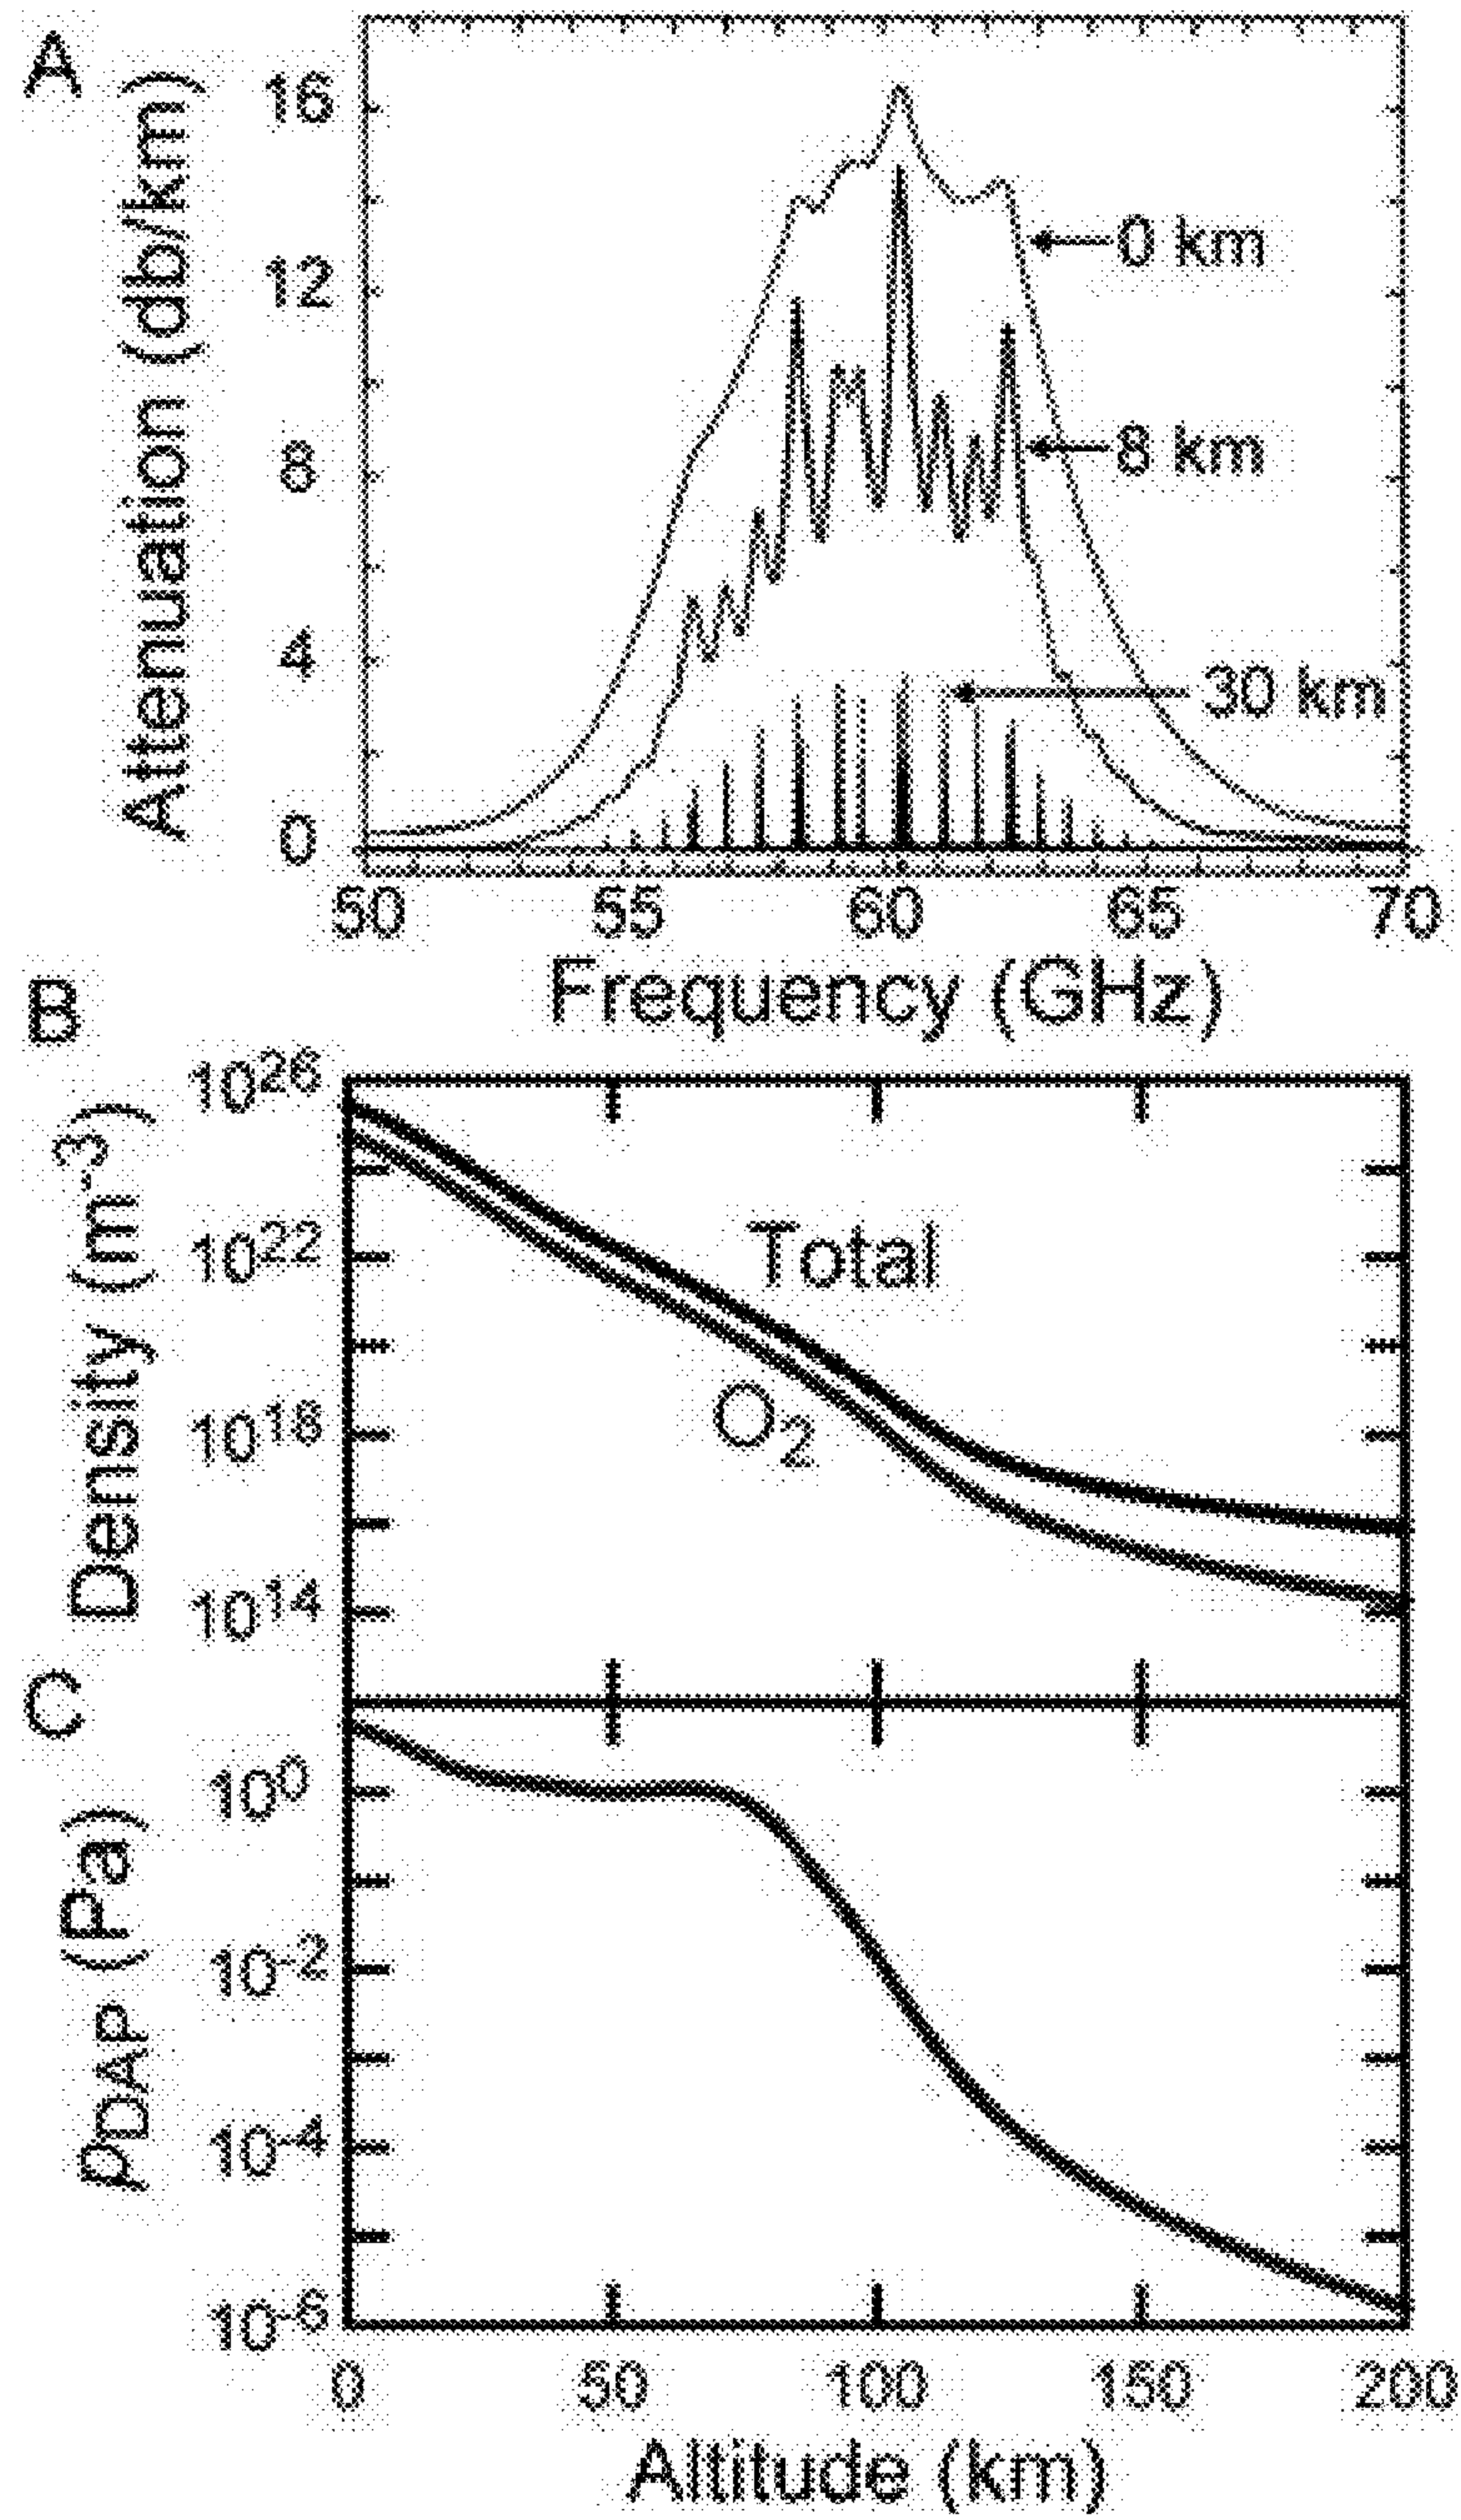 A
Attenuation (db/km)
16
12
8
4
0
0 km
8 km
30 km
50 55 60 65 70
Frequency (GHz)
B
Density (m⁻³)
10²⁶
10²²
10¹⁸
10¹⁴
Total
O₂
C
pDAP (Pa)
10⁰
10⁻²
10⁻⁴
10⁻⁶
0 50 100 150 200
Altitude (km)